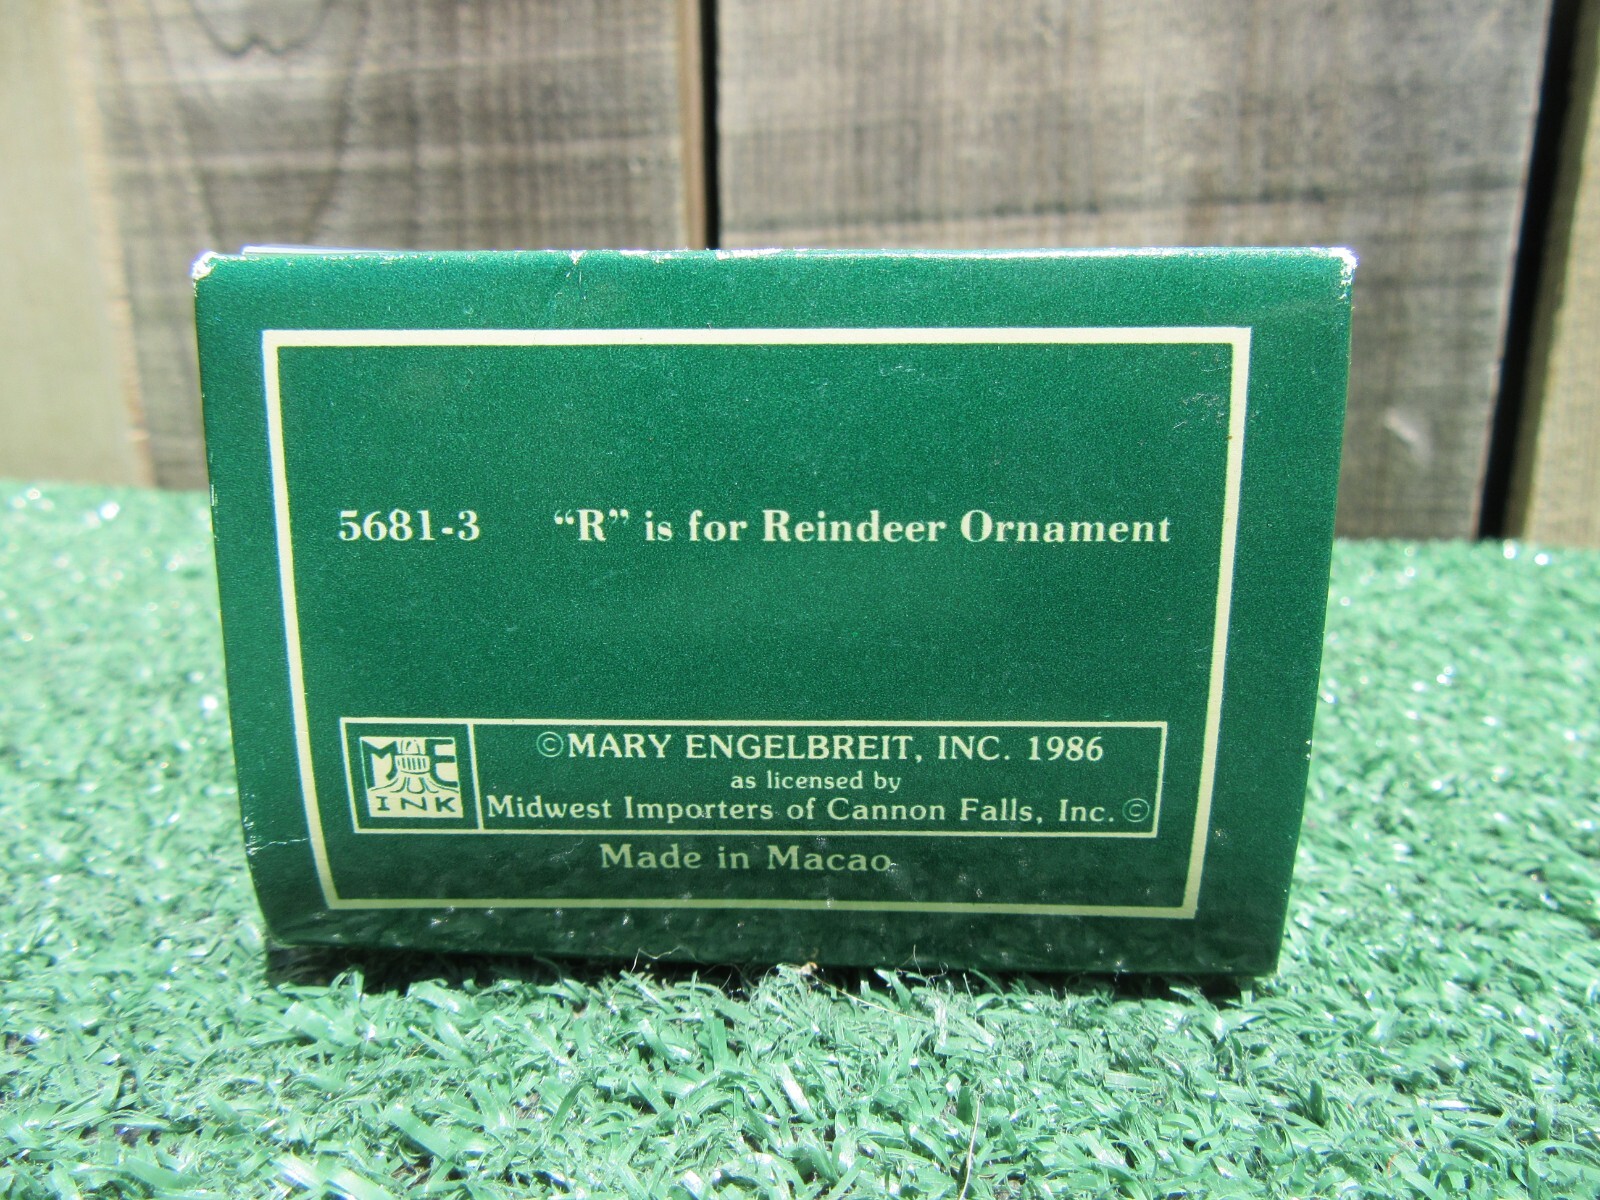 5681-3 “R” is for Reindeer Ornament
ME
INK
©MARY ENGELBREIT, INC. 1986
as licensed by
Midwest Importers of Cannon Falls, Inc. ©
Made in Macao